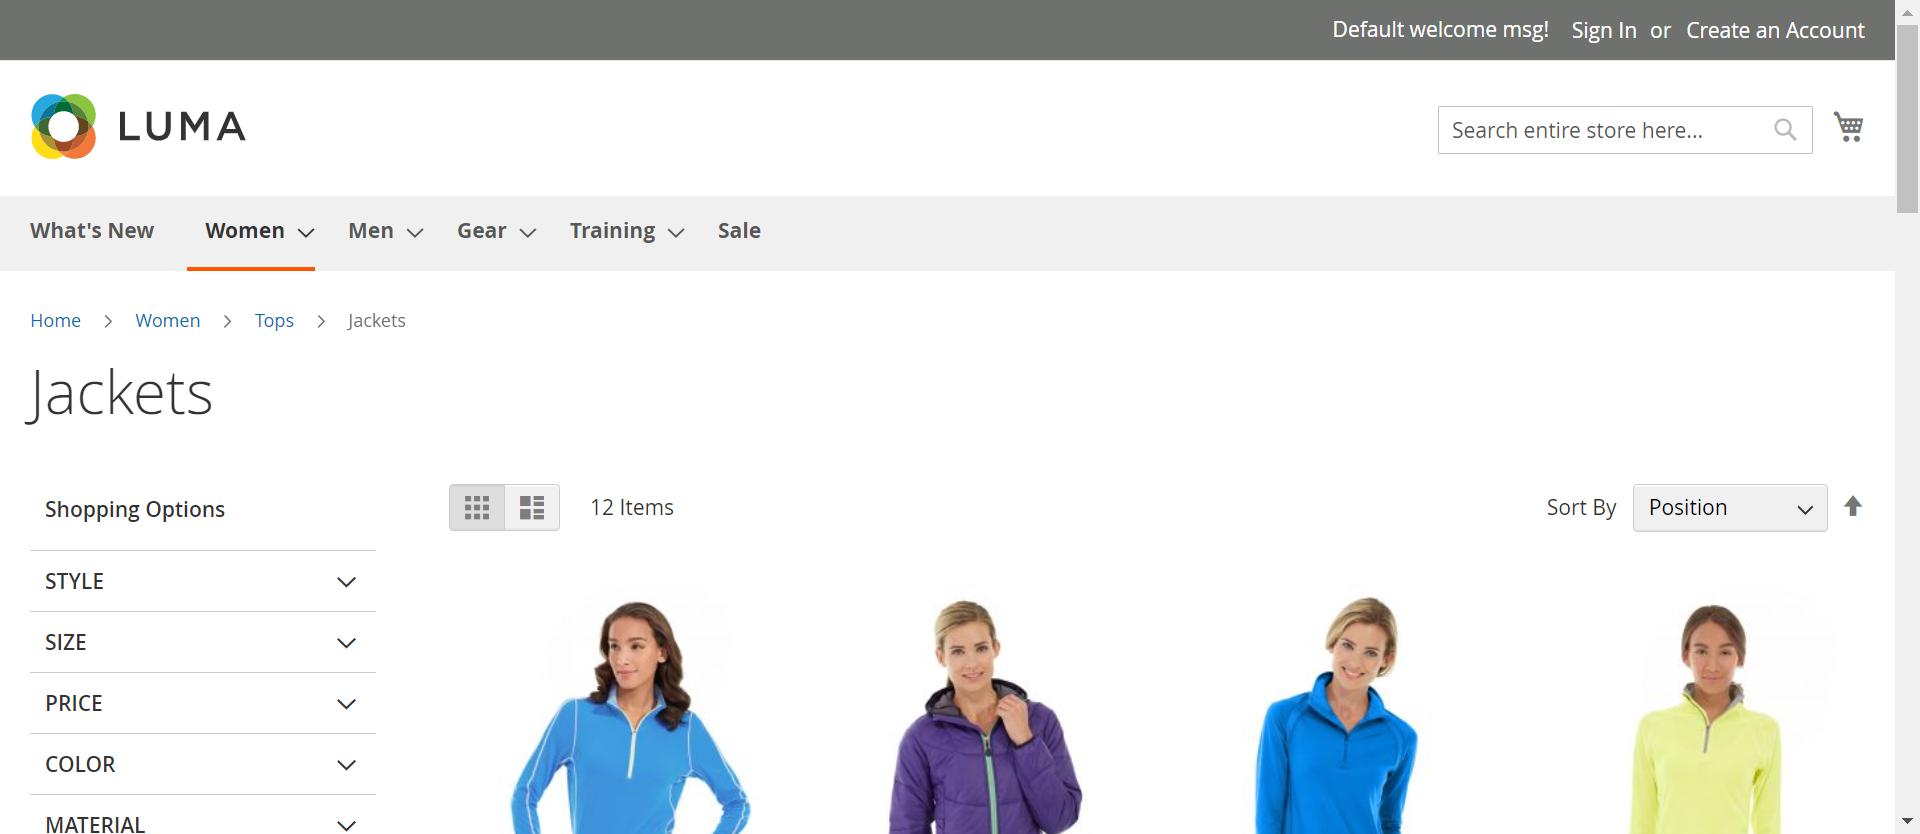 Default welcome msg! Sign In or Create an Account
LUMA
Search entire store here...
What's New Women Men Gear Training Sale
Home Women Tops Jackets
Jackets
Shopping Options
12 Items
Sort By Position
STYLE
SIZE
PRICE
COLOR
MATERIAL